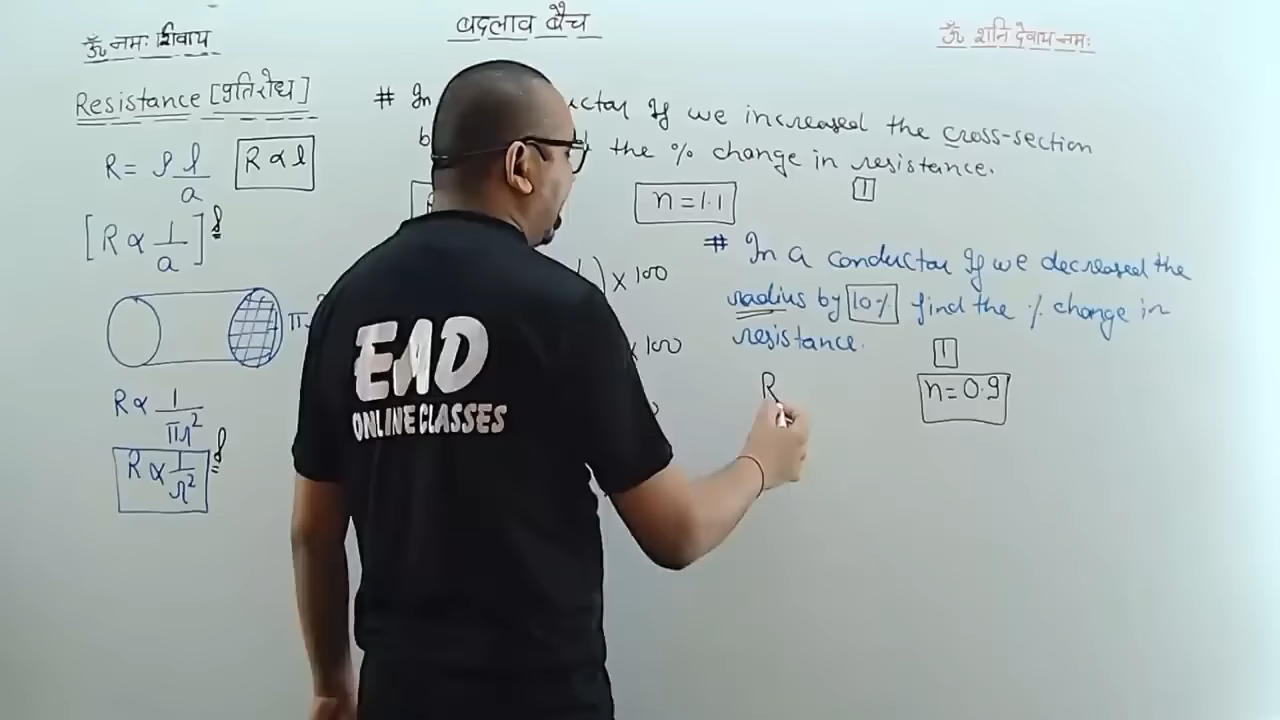 ॐ नमः शिवाय
बदलाव बैच
ॐ शनि देवाय नमः
Resistance [प्रतिरोध]
R = ρ l/a
R ∝ l
[R ∝ 1/a]
R ∝ 1/πr²
R ∝ 1/r²
# In ctor If we increased the cross-section
the % change in resistance.
n = 1.1
1
) × 100
× 100
# In a conductor If we decreased the
radius by 10% find the % change in
resistance.
1
n = 0.9
R
EAD
ONLINE CLASSES